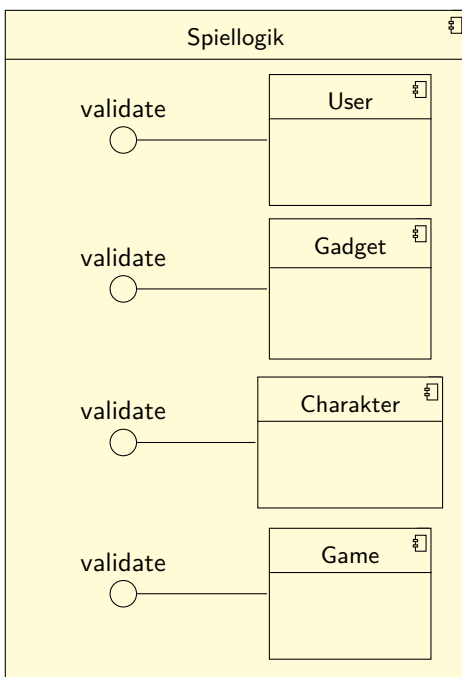 Spiellogik
validate
User
validate
Gadget
validate
Charakter
validate
Game